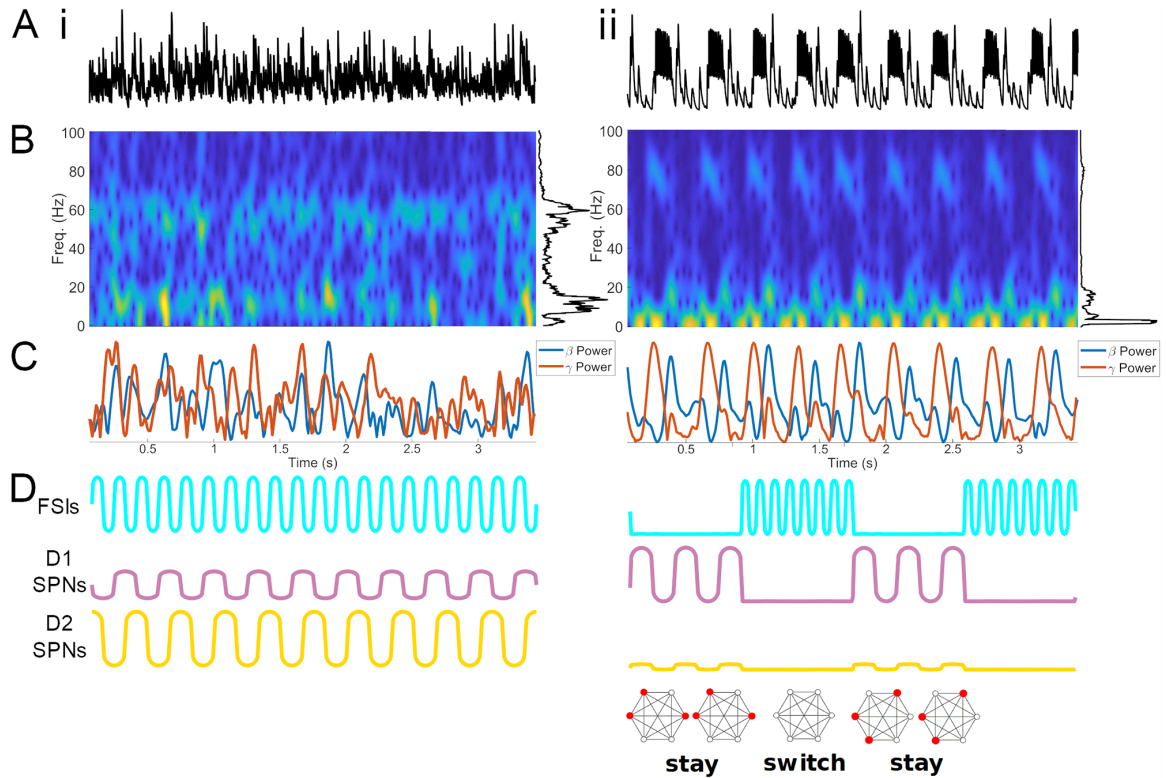 A i ii
B
100
80
60
40
20
0
Freq. (Hz)
100
80
60
40
20
0
Freq. (Hz)
C
β Power
γ Power
β Power
γ Power
0.5 1 1.5 2 2.5 3
Time (s)
0.5 1 1.5 2 2.5 3
Time (s)
D
FSIs
D1
SPNs
D2
SPNs
stay switch stay